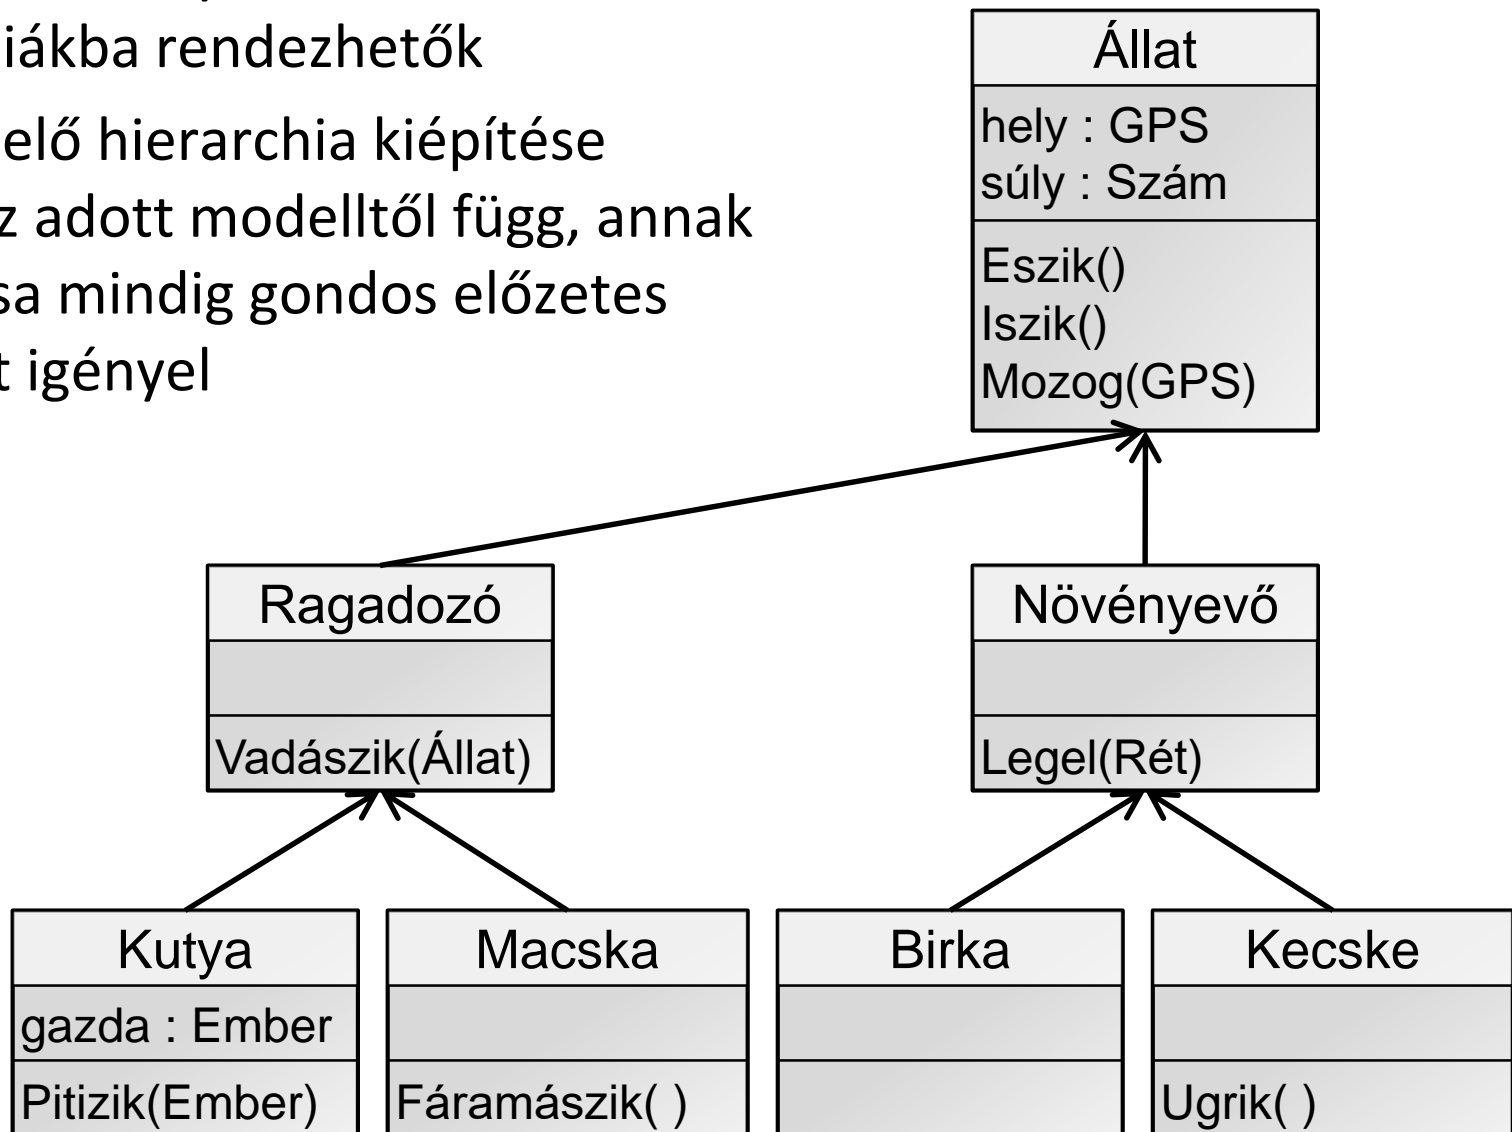 iákba rendezhetők
elő hierarchia kiépítése
z adott modelltől függ, annak
sa mindig gondos előzetes
t igényel
Állat
hely : GPS
súly : Szám
Eszik()
Iszik()
Mozog(GPS)
Ragadozó
Vadászik(Állat)
Növényevő
Legel(Rét)
Kutya
gazda : Ember
Pitizik(Ember)
Macska
Fáramászik( )
Birka
Kecske
Ugrik( )